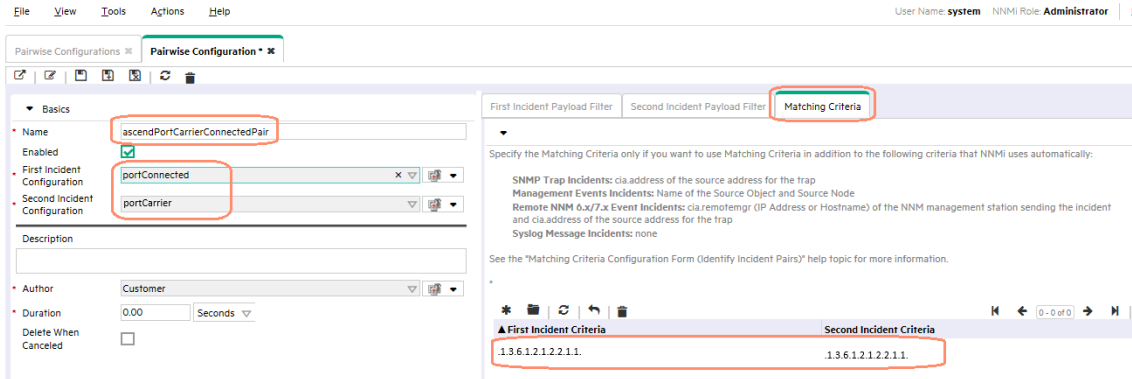 File View Tools Actions Help
User Name: system NNMi Role: Administrator
Pairwise Configurations ✖ Pairwise Configuration * ✖
▼ Basics
* Name ascendPortCarrierConnectedPair
Enabled
* First Incident
Configuration
portConnected
* Second Incident
Configuration
portCarrier
Description
* Author Customer
* Duration 0.00 Seconds
Delete When
Canceled
First Incident Payload Filter Second Incident Payload Filter Matching Criteria
Specify the Matching Criteria only if you want to use Matching Criteria in addition to the following criteria that NNMi uses automatically:
SNMP Trap Incidents: cia.address of the source address for the trap
Management Events Incidents: Name of the Source Object and Source Node
Remote NNM 6.x/7.x Event Incidents: cia.remotemgr (IP Address or Hostname) of the NNM management station sending the incident
and cia.address of the source address for the trap
Syslog Message Incidents: none
See the "Matching Criteria Configuration Form (Identify Incident Pairs)" help topic for more information.
0 - 0 of 0
▲ First Incident Criteria Second Incident Criteria
.1.3.6.1.2.1.2.2.1.1. .1.3.6.1.2.1.2.2.1.1.